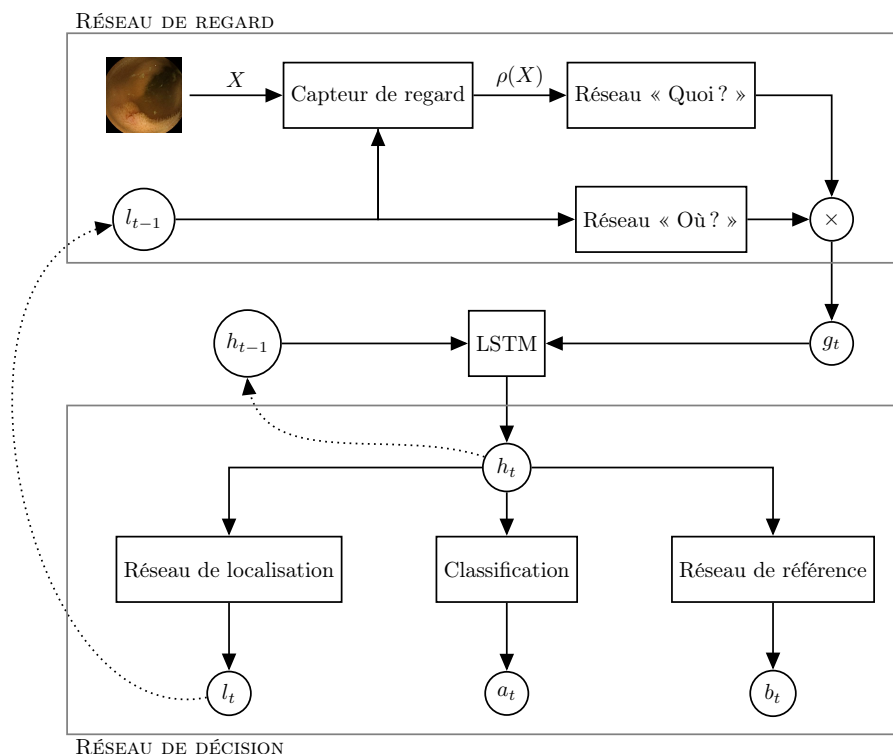 RÉSEAU DE REGARD
X
Capteur de regard
ρ(X)
Réseau « Quoi ? »
l_{t−1}
Réseau « Où ? »
×
h_{t−1}
LSTM
g_t
h_t
Réseau de localisation
Classification
Réseau de référence
l_t
a_t
b_t
RÉSEAU DE DÉCISION